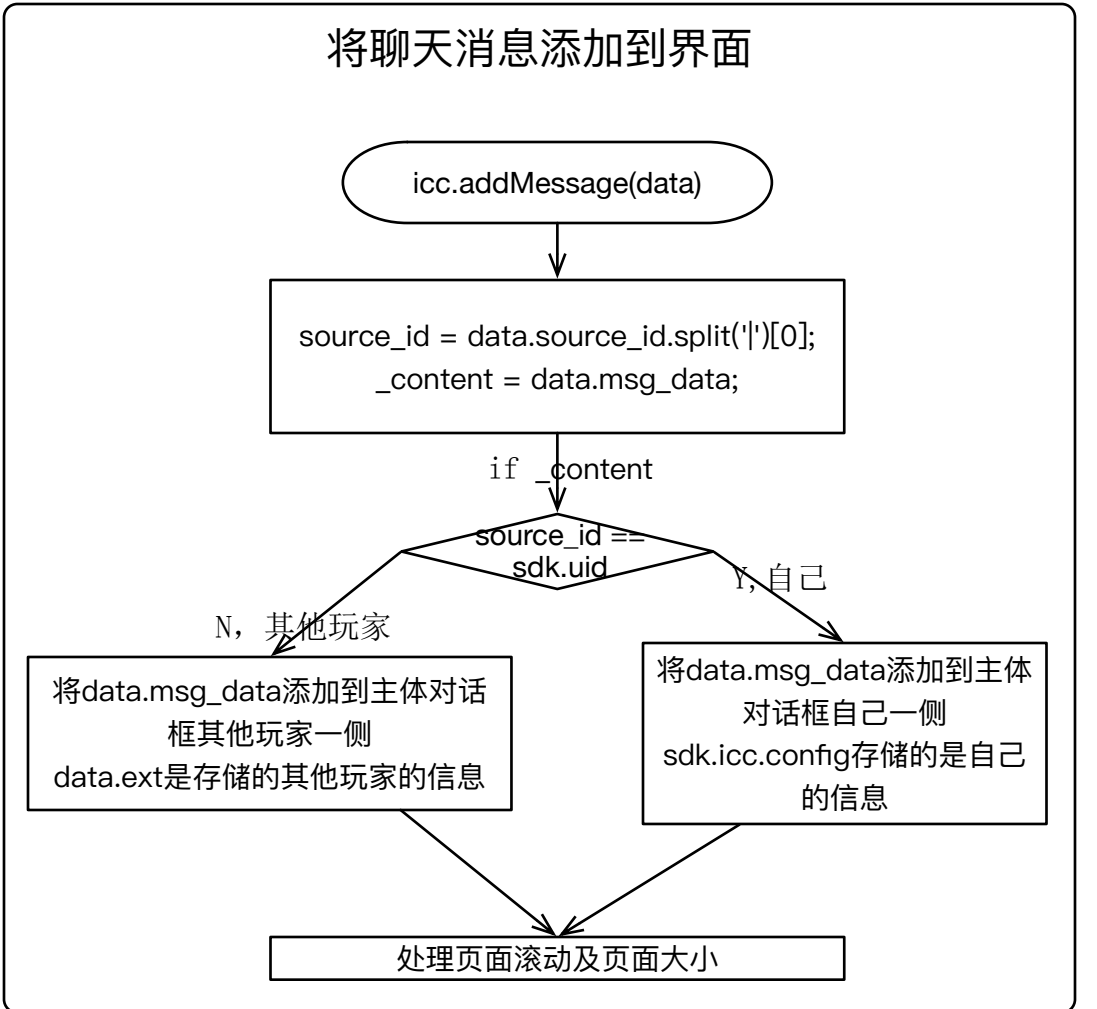 将聊天消息添加到界面
icc.addMessage(data)
source_id = data.source_id.split('|')[0];
_content = data.msg_data;
if _content
source_id ==
sdk.uid
Y,自己
N，其他玩家
将data.msg_data添加到主体对话
框其他玩家一侧
data.ext是存储的其他玩家的信息
将data.msg_data添加到主体
对话框自己一侧
sdk.icc.config存储的是自己
的信息
处理页面滚动及页面大小